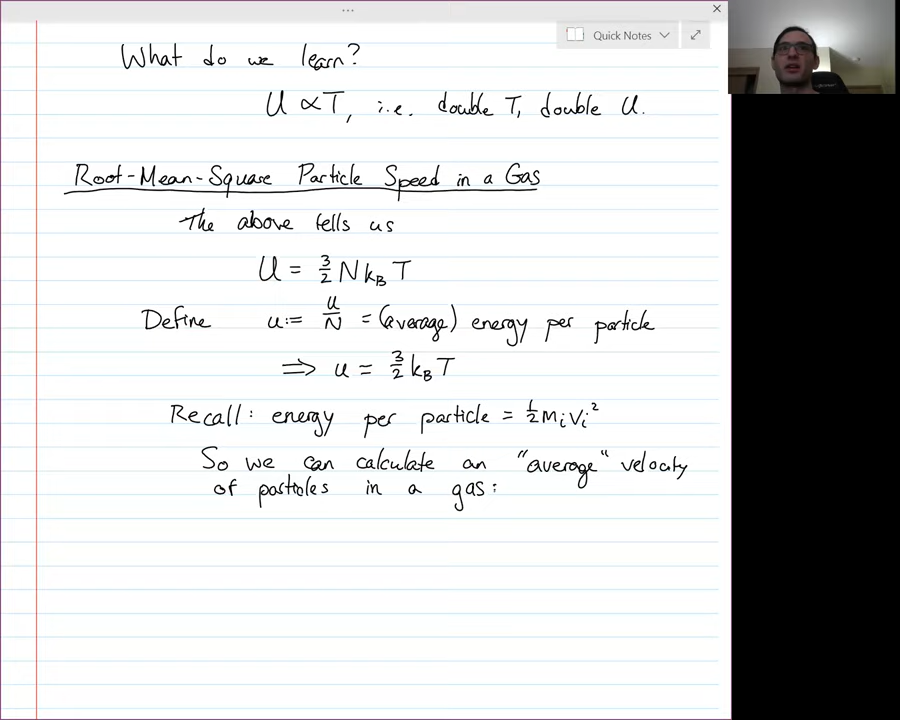 Quick Notes
What do we learn?
U ∝ T, i.e. double T, double U.
Root-Mean-Square Particle Speed in a Gas
The above tells us
U = 3/2 N k_B T
Define u := U/N = (average) energy per particle
⟹ u = 3/2 k_B T
Recall: energy per particle = 1/2 m_i v_i^2
So we can calculate an "average" velocity
of particles in a gas: